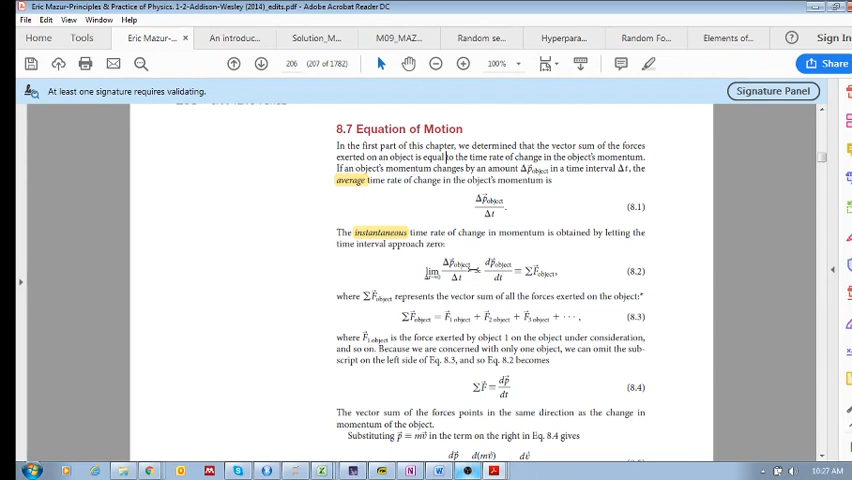 Eric Mazur-Principles & Practice of Physics. 1-2-Addison-Wesley (2014)_edits.pdf - Adobe Acrobat Reader DC
File Edit View Window Help
Home Tools Eric Mazur-Princi... An introduc... Solution_M... M09_MAZ... Random se... Hyperpara... Random Fo... Elements of... Sign In
206 (207 of 1782) 100% Share
At least one signature requires validating. Signature Panel
8.7 Equation of Motion
In the first part of this chapter, we determined that the vector sum of the forces
exerted on an object is equal to the time rate of change in the object's momentum.
If an object's momentum changes by an amount Δp⃗object in a time interval Δt, the
average time rate of change in the object's momentum is
Δp⃗object / Δt. (8.1)
The instantaneous time rate of change in momentum is obtained by letting the
time interval approach zero:
lim Δt→0 Δp⃗object / Δt ≡ dp⃗object / dt ≡ ΣF⃗object, (8.2)
where ΣF⃗object represents the vector sum of all the forces exerted on the object:*
ΣF⃗object = F⃗1 object + F⃗2 object + F⃗3 object + ··· , (8.3)
where F⃗1 object is the force exerted by object 1 on the object under consideration,
and so on. Because we are concerned with only one object, we can omit the sub-
script on the left side of Eq. 8.3, and so Eq. 8.2 becomes
ΣF⃗ ≡ dp⃗ / dt (8.4)
The vector sum of the forces points in the same direction as the change in
momentum of the object.
Substituting p⃗ ≡ mv⃗ in the term on the right in Eq. 8.4 gives
dp⃗ d(mv⃗) dv⃗
10:27 AM